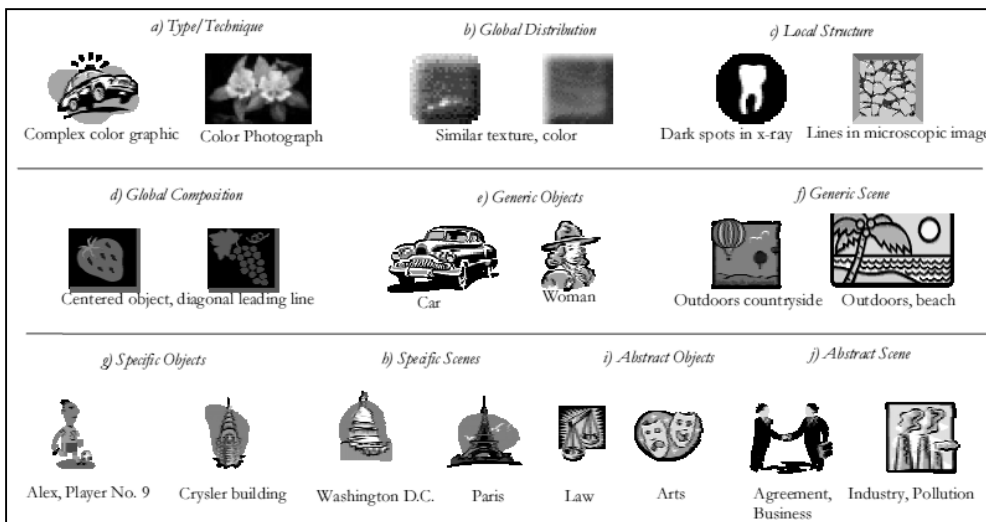 a) Type/Technique
b) Global Distribution
c) Local Structure
Complex color graphic
Color Photograph
Similar texture, color
Dark spots in x-ray
Lines in microscopic image
d) Global Composition
e) Generic Objects
f) Generic Scene
Centered object, diagonal leading line
Car
Woman
Outdoors countryside
Outdoors, beach
g) Specific Objects
h) Specific Scenes
i) Abstract Objects
j) Abstract Scene
Alex, Player No. 9
Crysler building
Washington D.C.
Paris
Law
Arts
Agreement,
Business
Industry, Pollution